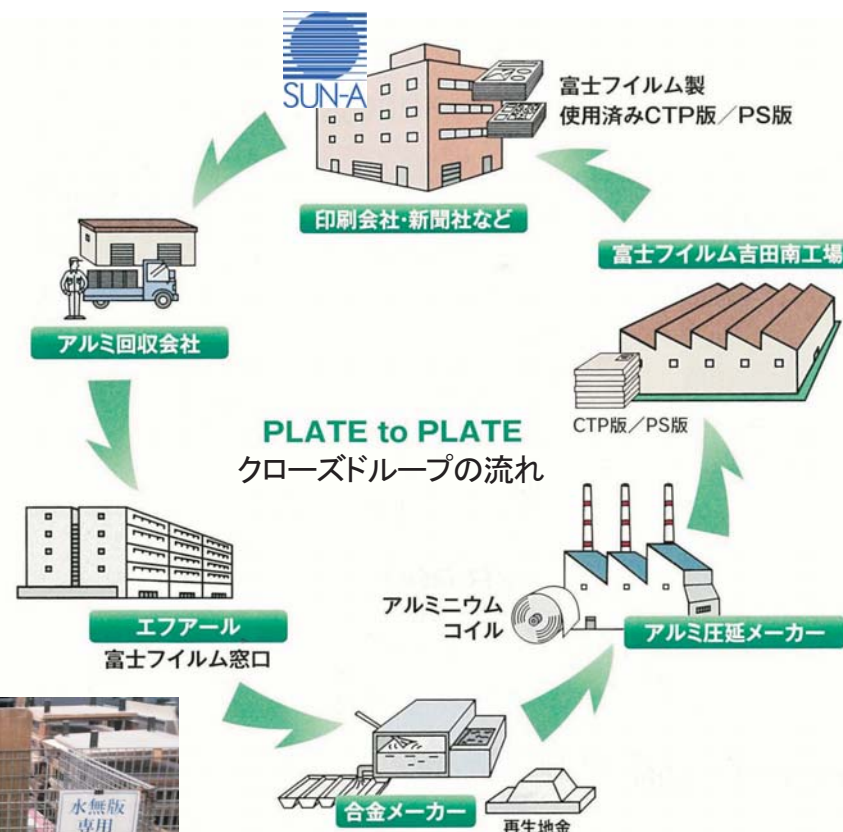 SUN-A
富士フイルム製
使用済みCTP版／PS版
印刷会社・新聞社など
富士フイルム吉田南工場
アルミ回収会社
CTP版／PS版
PLATE to PLATE
クローズドループの流れ
アルミニウム
コイル
アルミ圧延メーカー
エフアール
富士フイルム窓口
合金メーカー
再生地金
水無版
専用